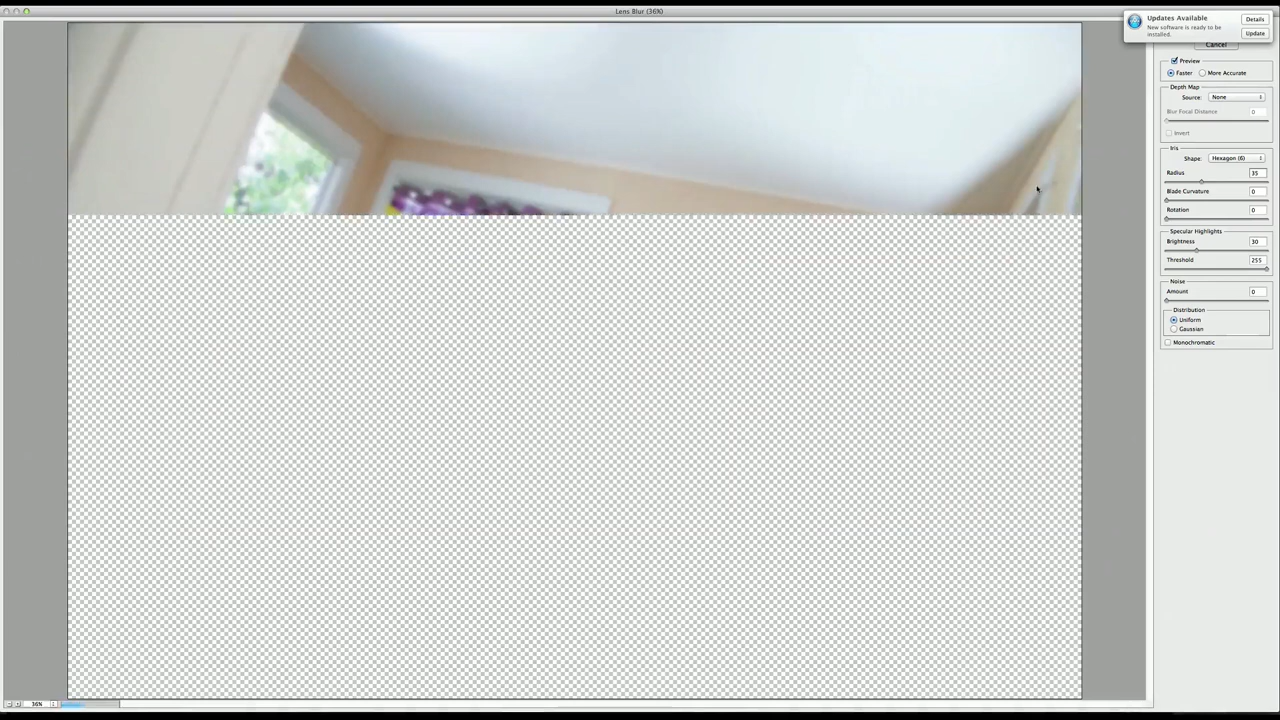 Lens Blur (36%)
Updates Available
New software is ready to be
installed.
Details
Update
Cancel
Preview
Faster
More Accurate
Depth Map
Source: None
Blur Focal Distance 0
Invert
Iris
Shape: Hexagon (6)
Radius 35
Blade Curvature 0
Rotation 0
Specular Highlights
Brightness 30
Threshold 255
Noise
Amount 0
Distribution
Uniform
Gaussian
Monochromatic
36%